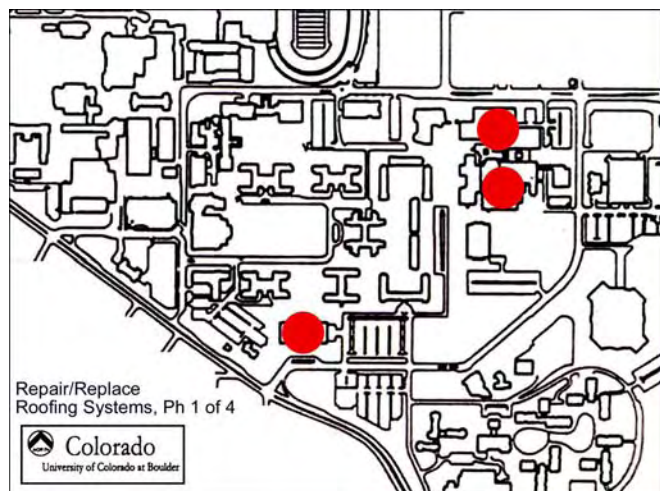 Repair/Replace
Roofing Systems, Ph 1 of 4
Colorado
University of Colorado at Boulder